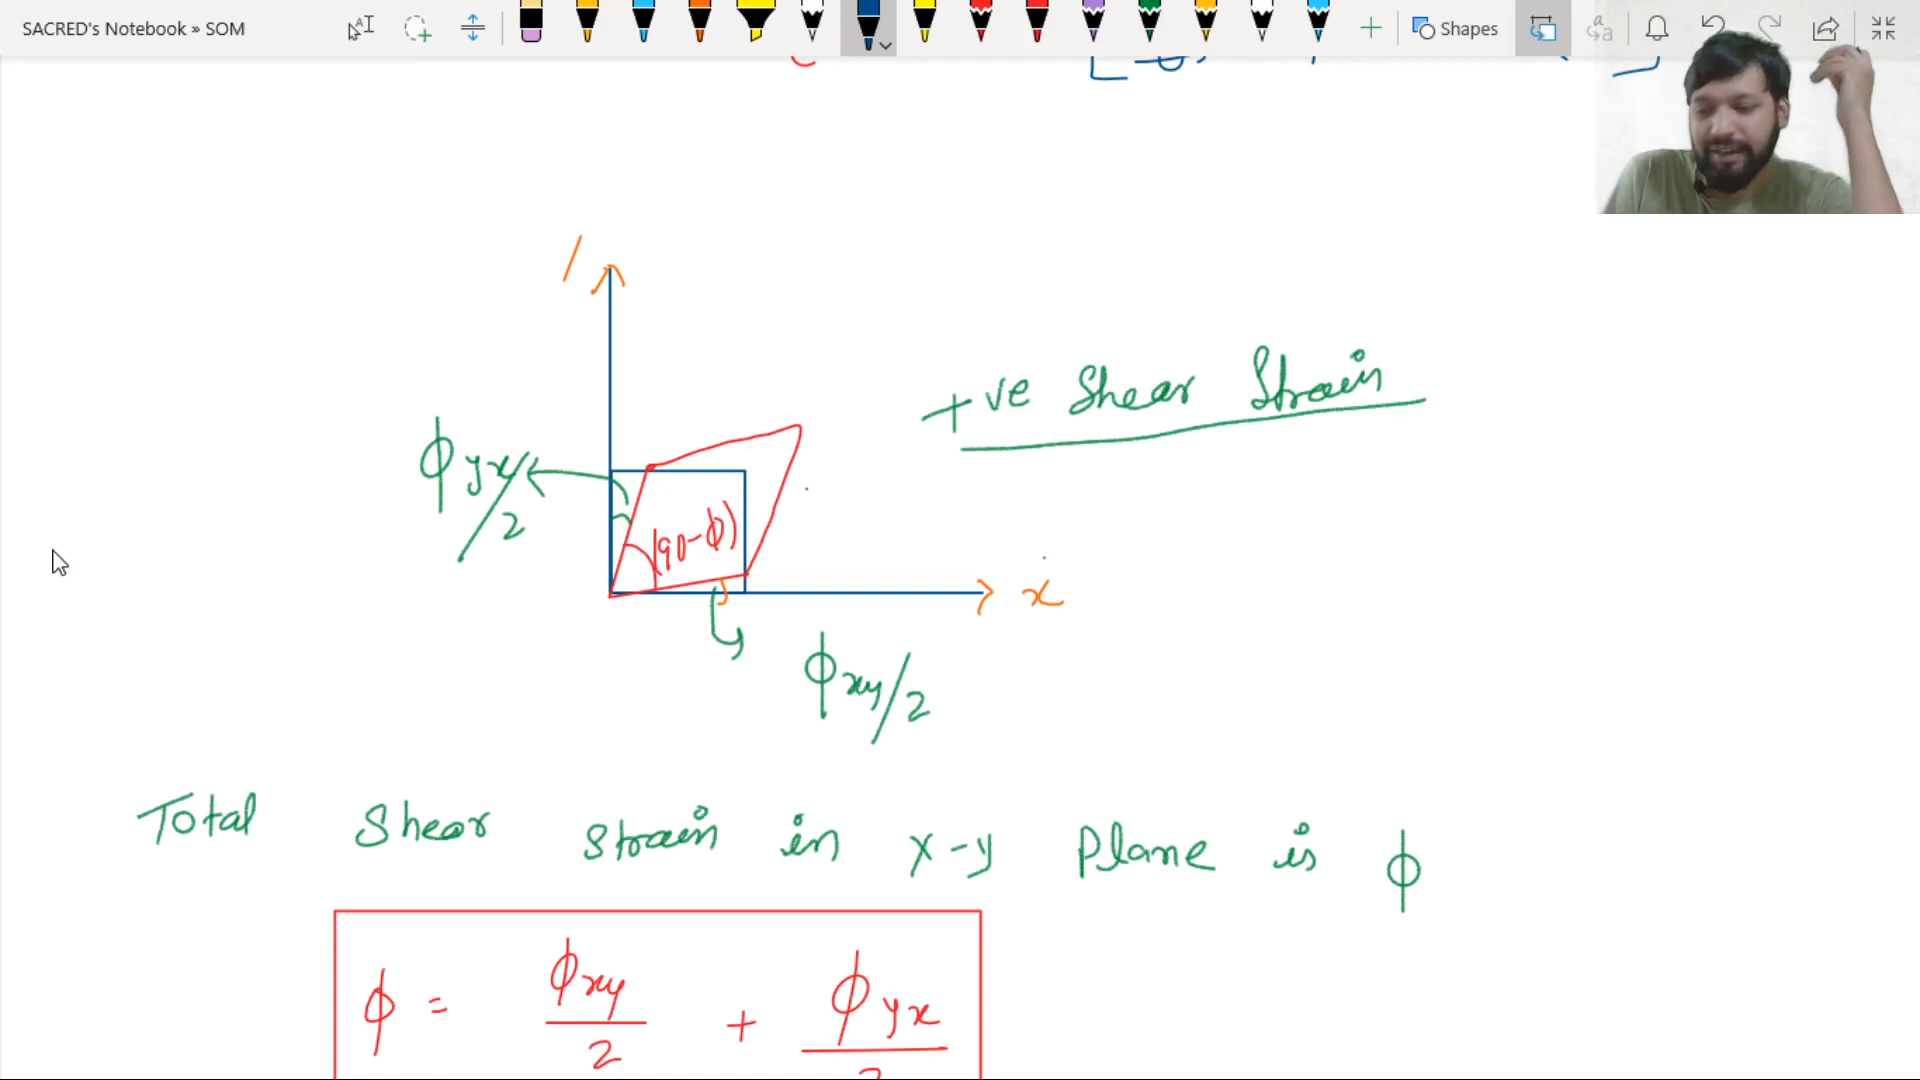 SACRED's Notebook » SOM
Shapes
+ve Shear Strain
ϕyx/2
(90-ϕ)
x
ϕxy/2
Total Shear Strain in x-y Plane is ϕ
ϕ = ϕxy/2 + ϕyx/